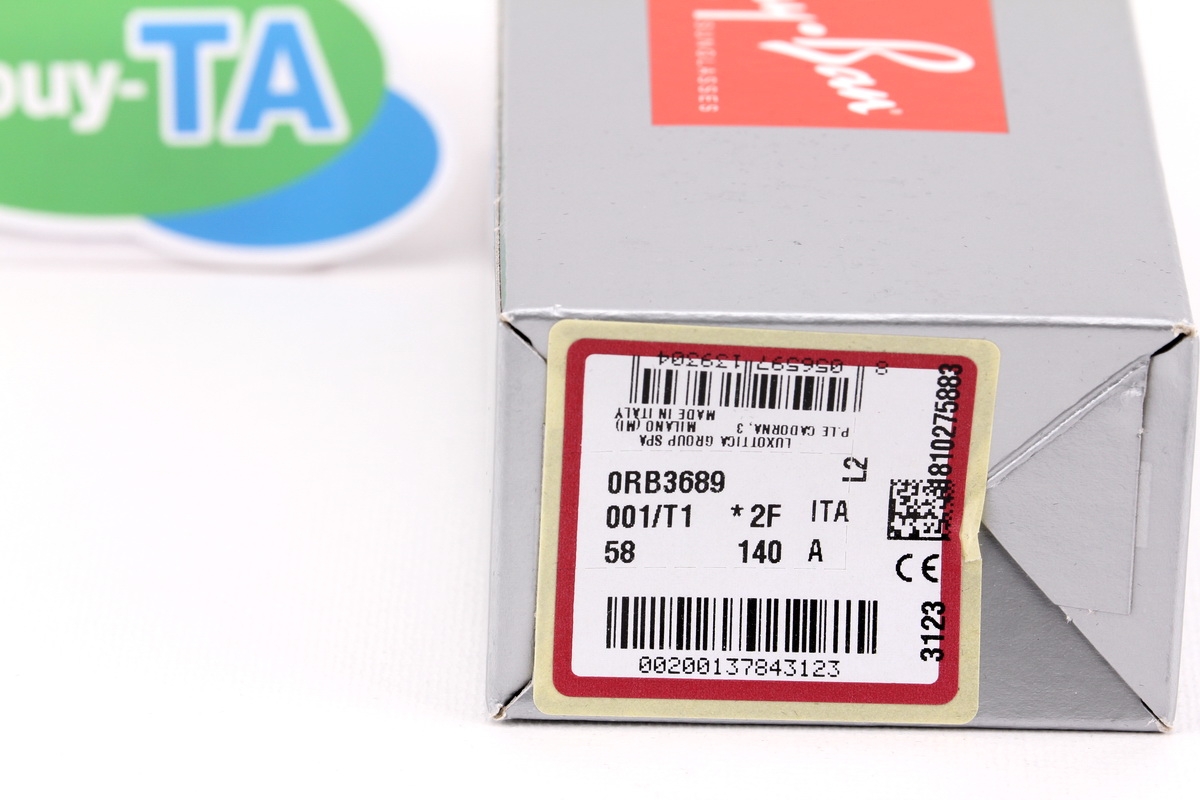 buy-TA
Ray-Ban
SUNGLASSES
8 056597 139304
LUXOTTICA GROUP SPA
P.LE CADORNA, 3 MILANO (MI)
MADE IN ITALY
0RB3689
001/T1 *2F ITA
58 140 A
L2
00200137843123
1810275883
CE
3123